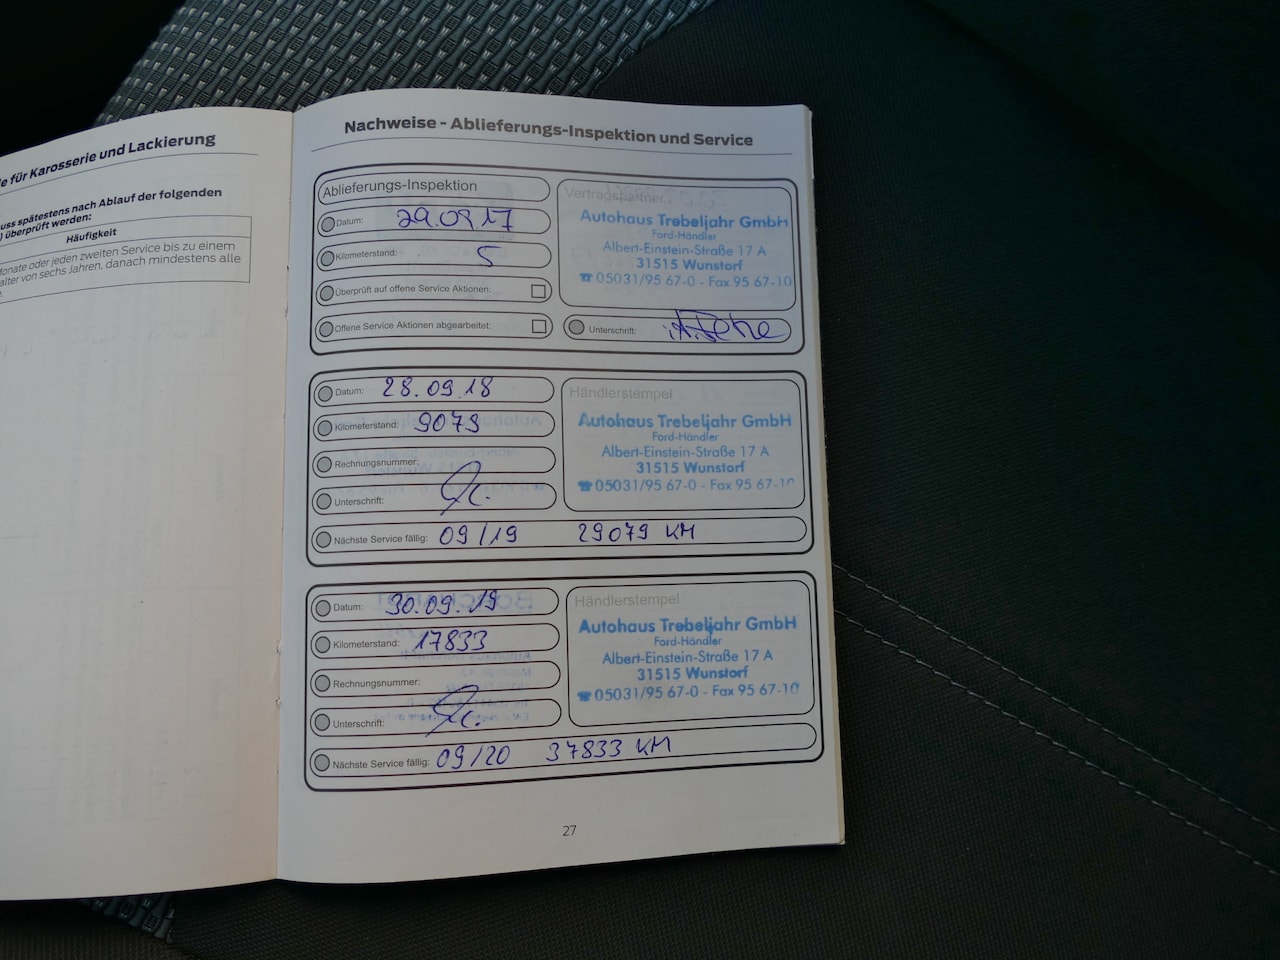 e für Karosserie und Lackierung
uss spätestens nach Ablauf der folgenden
) überprüft werden:
Häufigkeit
Monate oder jeden zweiten Service bis zu einem
alter von sechs Jahren, danach mindestens alle
Nachweise - Ablieferungs-Inspektion und Service
Ablieferungs-Inspektion
Datum: 29.09.17
Kilometerstand: 5
Überprüft auf offene Service Aktionen:
Offene Service Aktionen abgearbeitet:
Vertragspartner
Autohaus Trebeljahr GmbH
Ford-Händler
Albert-Einstein-Straße 17 A
31515 Wunstorf
☎ 05031/95 67-0 - Fax 95 67-10
Unterschrift:
Datum: 28.09.18
Kilometerstand: 9079
Rechnungsnummer:
Unterschrift:
Händlerstempel
Autohaus Trebeljahr GmbH
Ford-Händler
Albert-Einstein-Straße 17 A
31515 Wunstorf
☎ 05031/95 67-0 - Fax 95 67-10
Nächste Service fällig: 09/19 29079 KM
Datum: 30.09.19
Kilometerstand: 17833
Rechnungsnummer:
Unterschrift:
Händlerstempel
Autohaus Trebeljahr GmbH
Ford-Händler
Albert-Einstein-Straße 17 A
31515 Wunstorf
☎ 05031/95 67-0 - Fax 95 67-10
Nächste Service fällig: 09/20 37833 KM
27